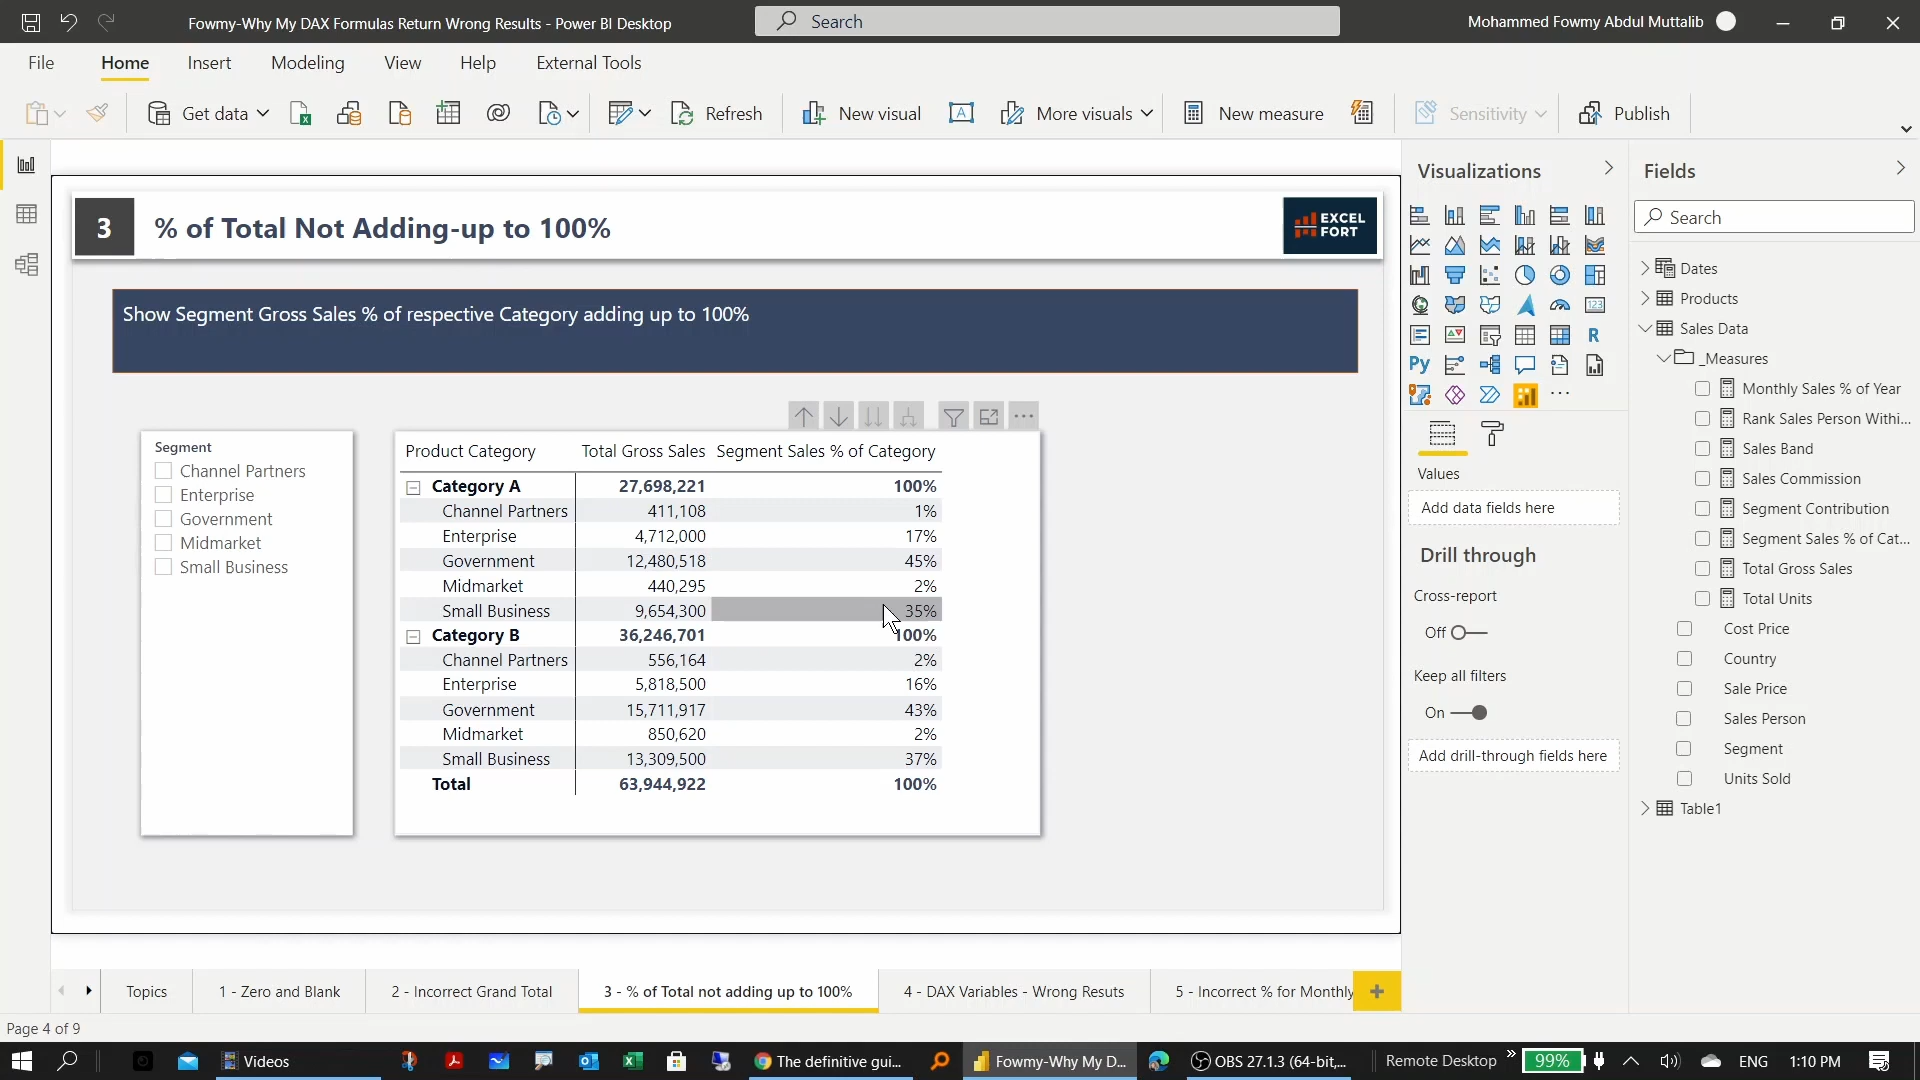 Fowmy-Why My DAX Formulas Return Wrong Results - Power BI Desktop
Search
Mohammed Fowmy Abdul Muttalib
File Home Insert Modeling View Help External Tools
Get data Refresh New visual More visuals New measure Sensitivity Publish
3 % of Total Not Adding-up to 100%
EXCEL
FORT
Show Segment Gross Sales % of respective Category adding up to 100%
Segment
Channel Partners
Enterprise
Government
Midmarket
Small Business
Product Category Total Gross Sales Segment Sales % of Category
Category A 27,698,221 100%
Channel Partners 411,108 1%
Enterprise 4,712,000 17%
Government 12,480,518 45%
Midmarket 440,295 2%
Small Business 9,654,300 35%
Category B 36,246,701 100%
Channel Partners 556,164 2%
Enterprise 5,818,500 16%
Government 15,711,917 43%
Midmarket 850,620 2%
Small Business 13,309,500 37%
Total 63,944,922 100%
Visualizations
123
R
Py
Values
Add data fields here
Drill through
Cross-report
Off
Keep all filters
On
Add drill-through fields here
Fields
Search
Dates
Products
Sales Data
_Measures
Monthly Sales % of Year
Rank Sales Person Withi...
Sales Band
Sales Commission
Segment Contribution
Segment Sales % of Cat...
Total Gross Sales
Total Units
Cost Price
Country
Sale Price
Sales Person
Segment
Units Sold
Table1
Topics 1 - Zero and Blank 2 - Incorrect Grand Total 3 - % of Total not adding up to 100% 4 - DAX Variables - Wrong Resuts 5 - Incorrect % for Monthly
Page 4 of 9
Videos The definitive gui... Fowmy-Why My D... OBS 27.1.3 (64-bit,... Remote Desktop 99% ENG 1:10 PM